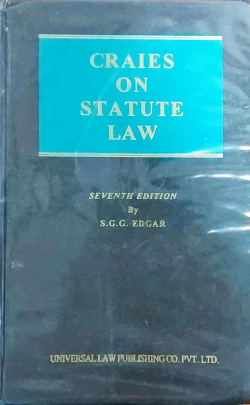 CRAIES
ON
STATUTE
LAW
SEVENTH EDITION
By
S.G.G. EDGAR
UNIVERSAL LAW PUBLISHING CO. PVT. LTD.